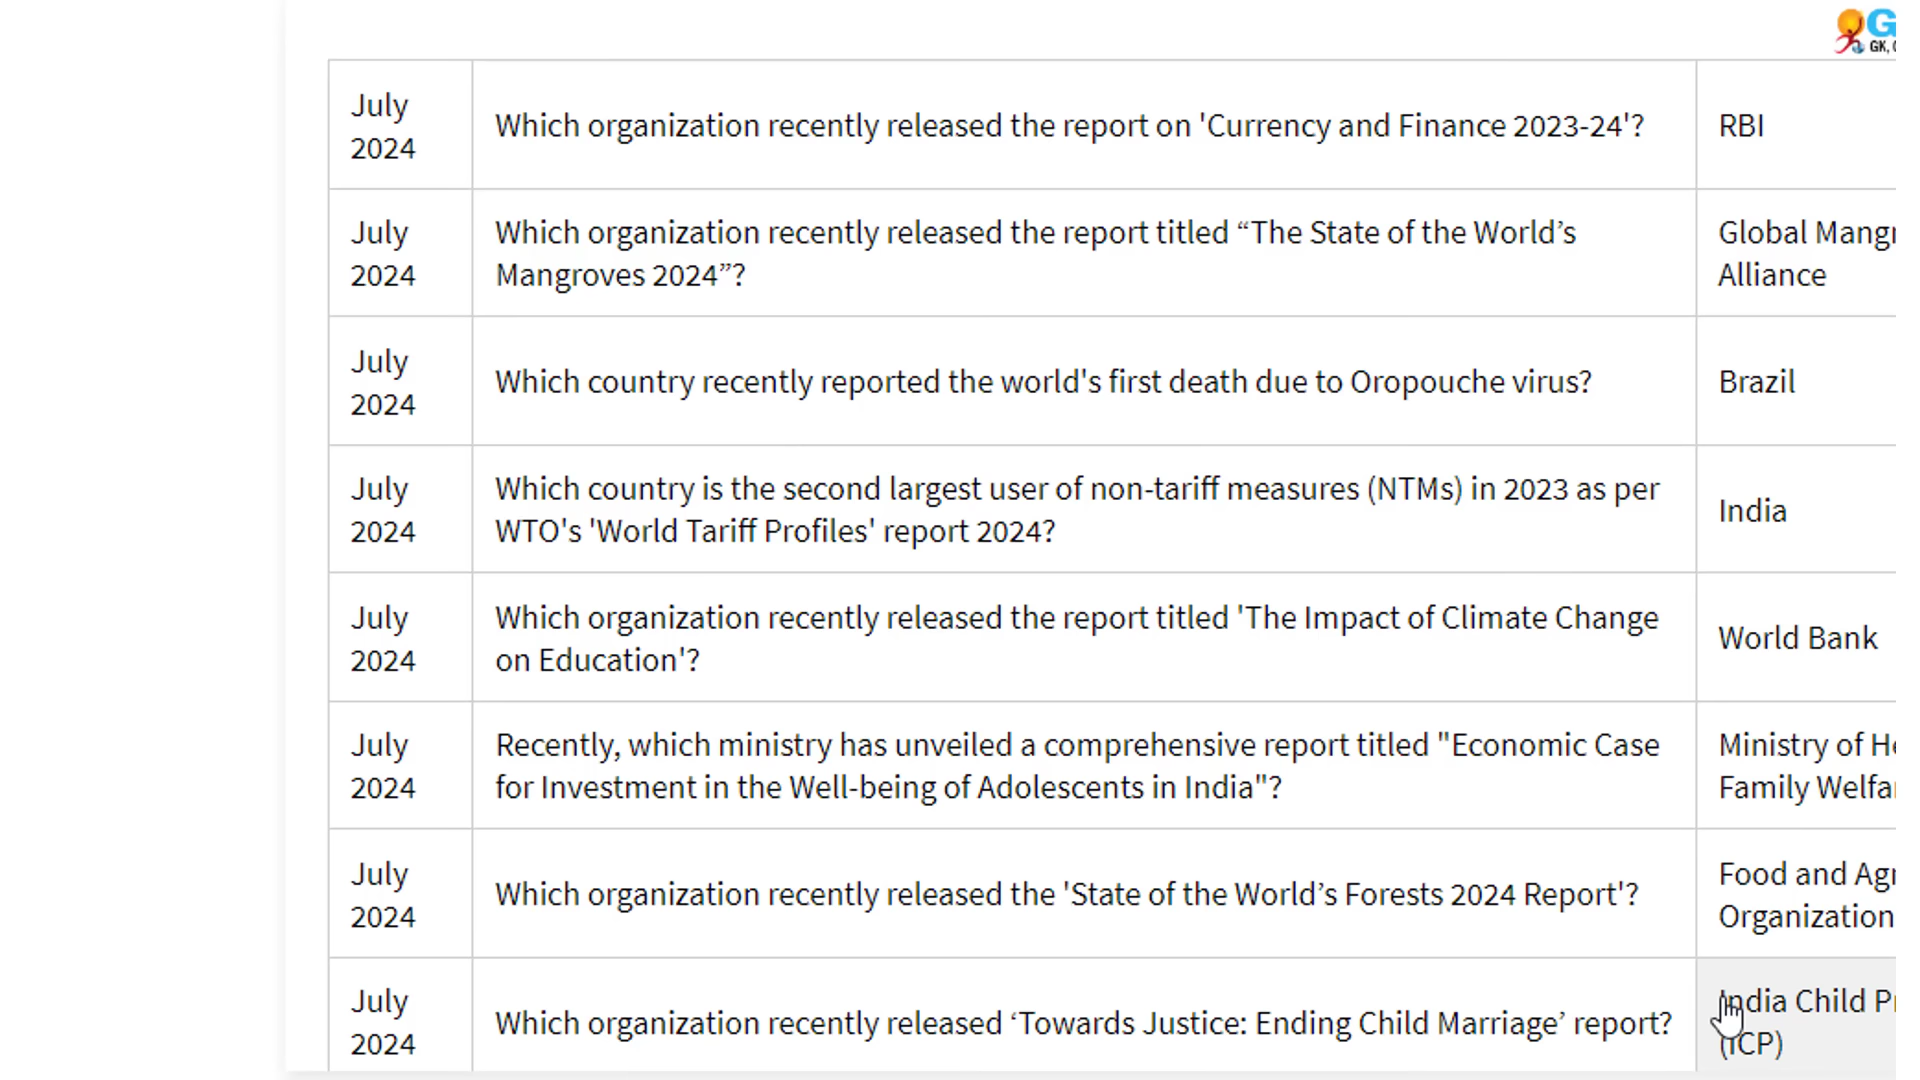 G
GK,
July
2024
Which organization recently released the report on 'Currency and Finance 2023-24'?
RBI
July
2024
Which organization recently released the report titled “The State of the World’s
Mangroves 2024”?
Global
Alliance
July
2024
Which country recently reported the world's first death due to Oropouche virus?
Brazil
July
2024
Which country is the second largest user of non-tariff measures (NTMs) in 2023 as per
WTO's 'World Tariff Profiles' report 2024?
India
July
2024
Which organization recently released the report titled 'The Impact of Climate Change
on Education'?
World Bank
July
2024
Recently, which ministry has unveiled a comprehensive report titled "Economic Case
for Investment in the Well-being of Adolescents in India"?
Ministry of
Family
July
2024
Which organization recently released the 'State of the World’s Forests 2024 Report'?
Food and
Organization
July
2024
Which organization recently released ‘Towards Justice: Ending Child Marriage’ report?
India Child
(ICP)